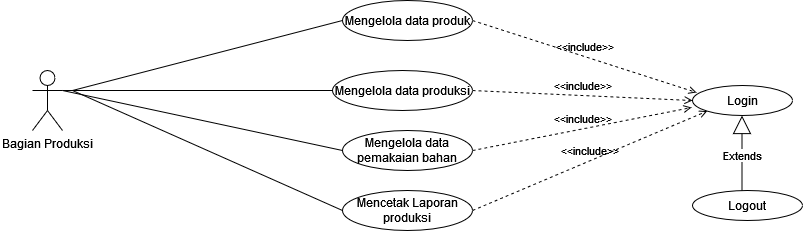 Mengelola data produk
<<include>>
Mengelola data produksi
<<include>>
Login
Bagian Produksi
Mengelola data
pemakaian bahan
<<include>>
<<include>>
Extends
Mencetak Laporan
produksi
Logout